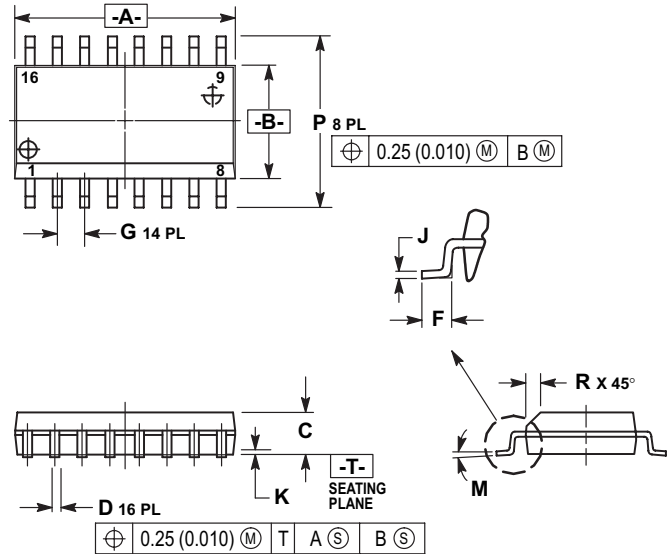 -A-
16 9
-B-
P 8 PL
⌖ 0.25 (0.010) Ⓜ B Ⓜ
1 8
G 14 PL
J
F
R X 45°
C
-T-
SEATING
PLANE
K
M
D 16 PL
⌖ 0.25 (0.010) Ⓜ T A Ⓢ B Ⓢ